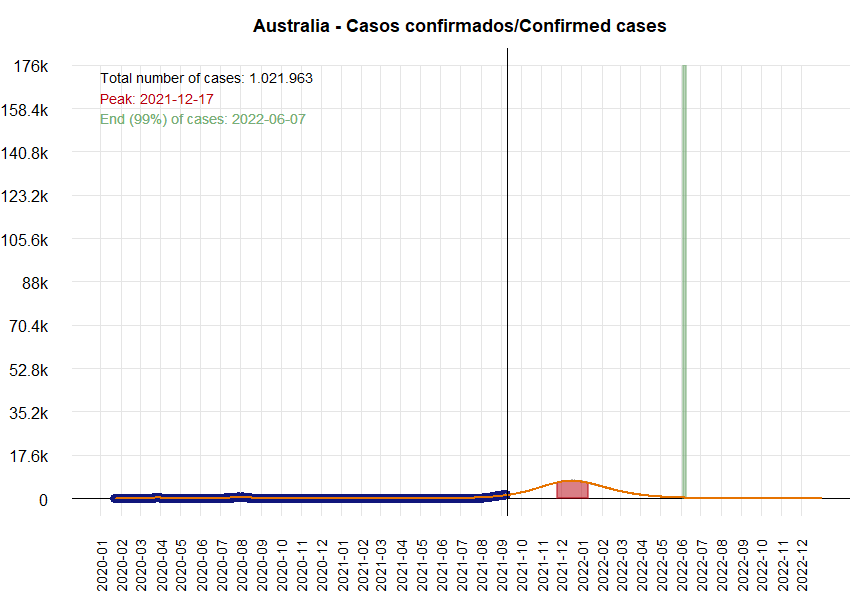 Australia - Casos confirmados/Confirmed cases
176k
Total number of cases: 1.021.963
Peak: 2021-12-17
158.4k
End (99%) of cases: 2022-06-07
140.8k
123.2k
105.6k
88k
70.4k
52.8k
35.2k
17.6k
0
2020-01
2020-02
2020-03
2020-04
2020-05
2020-06
2020-07
2020-08
2020-09
2020-10
2020-11
2020-12
2021-01
2021-02
2021-03
2021-04
2021-05
2021-06
2021-07
2021-08
2021-09
2021-10
2021-11
2021-12
2022-01
2022-02
2022-03
2022-04
2022-05
2022-06
2022-07
2022-08
2022-09
2022-10
2022-11
2022-12